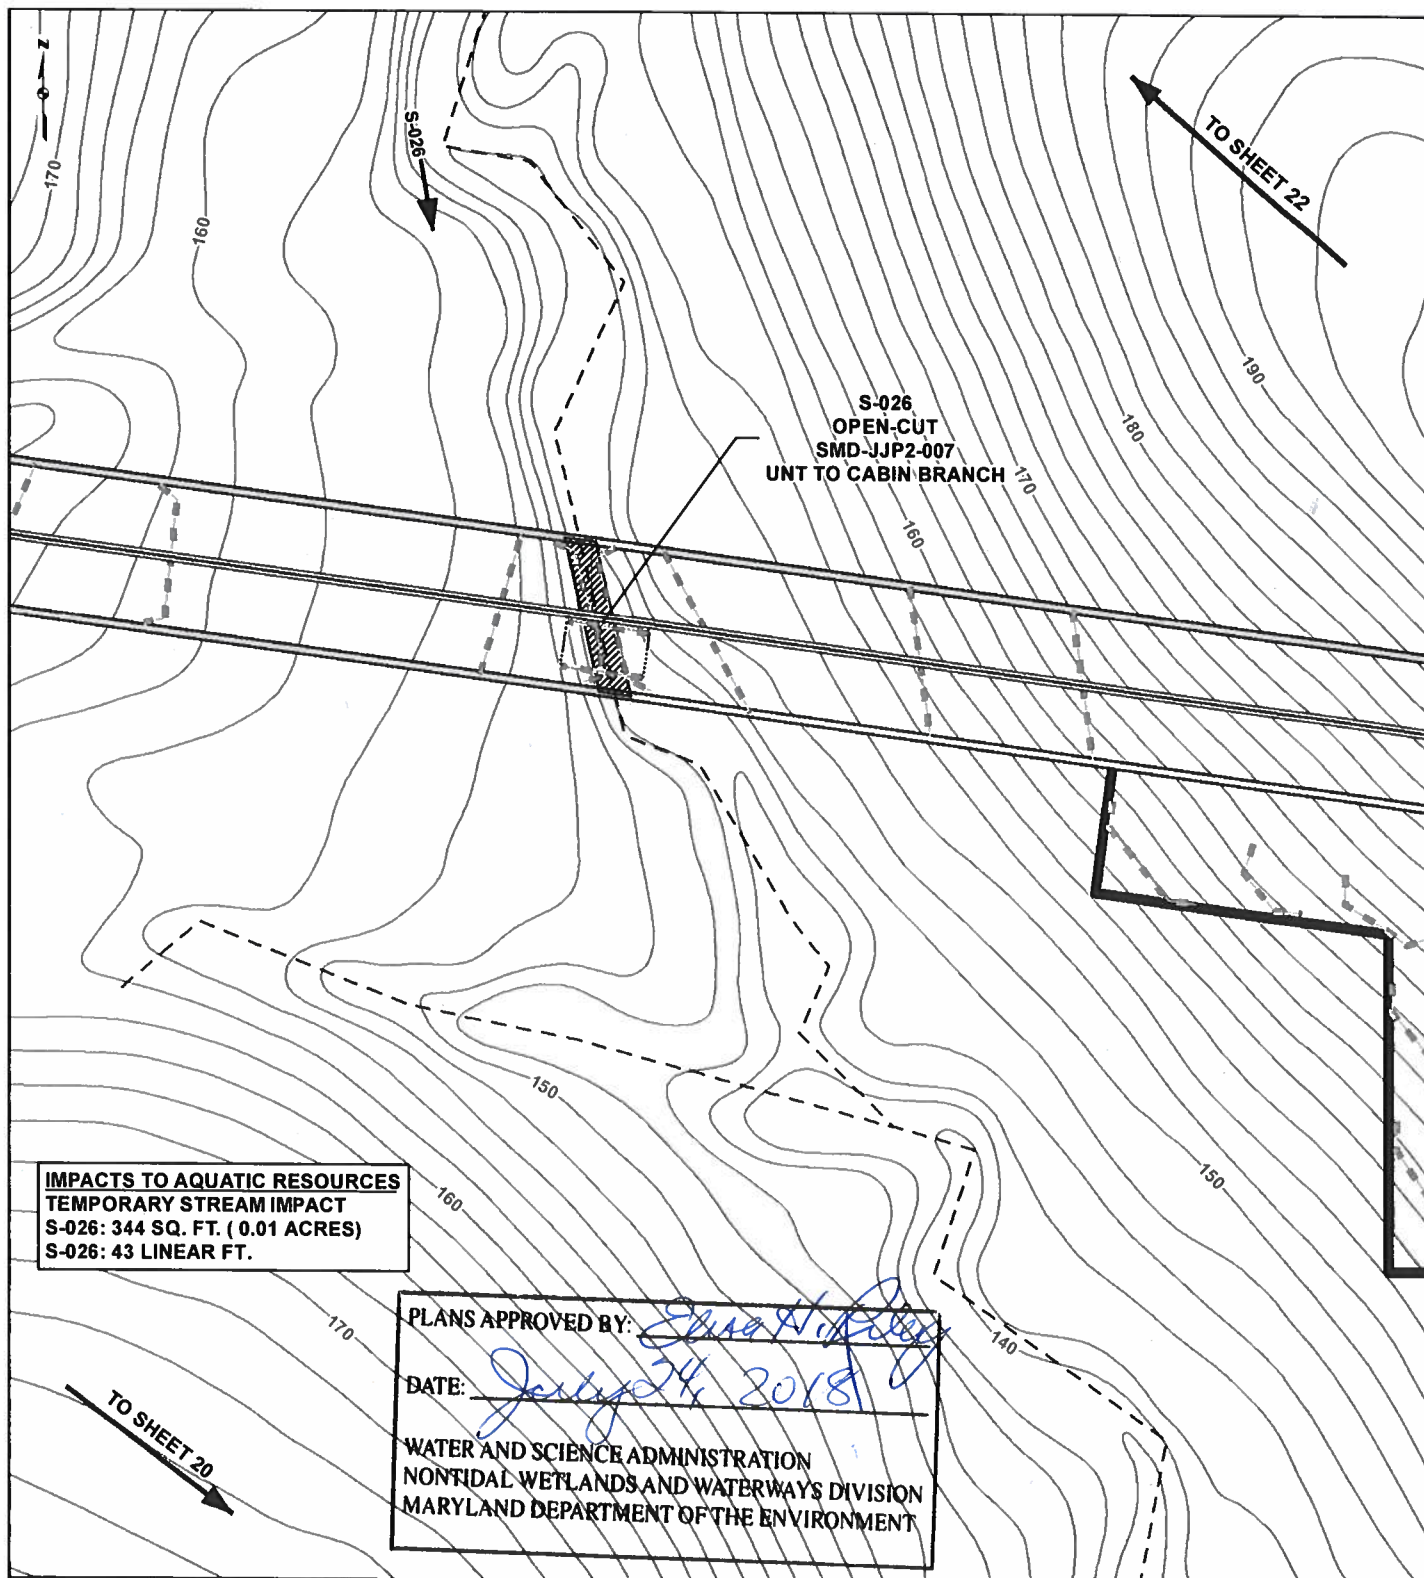 N
170
160
S-026
TO SHEET 22
190
180
170
160
S-026
OPEN-CUT
SMD-JJP2-007
UNT TO CABIN BRANCH
150
150
160
170
140
IMPACTS TO AQUATIC RESOURCES
TEMPORARY STREAM IMPACT
S-026: 344 SQ. FT. ( 0.01 ACRES)
S-026: 43 LINEAR FT.
PLANS APPROVED BY: Elisa H. Riley
DATE: July 24, 2018
WATER AND SCIENCE ADMINISTRATION
NONTIDAL WETLANDS AND WATERWAYS DIVISION
MARYLAND DEPARTMENT OF THE ENVIRONMENT
TO SHEET 20